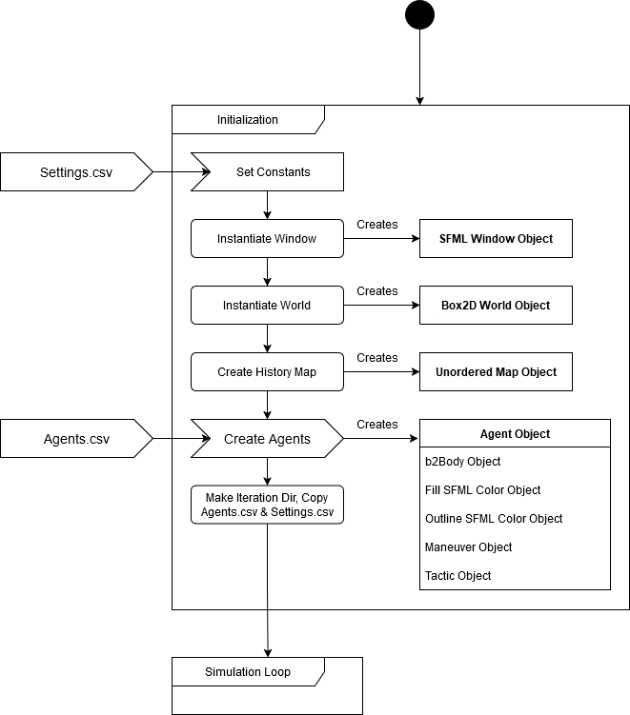 Initialization
Settings.csv
Set Constants
Instantiate Window
Creates
SFML Window Object
Instantiate World
Creates
Box2D World Object
Create History Map
Creates
Unordered Map Object
Agents.csv
Create Agents
Creates
Agent Object
b2Body Object
Fill SFML Color Object
Outline SFML Color Object
Maneuver Object
Tactic Object
Make Iteration Dir, Copy
Agents.csv & Settings.csv
Simulation Loop